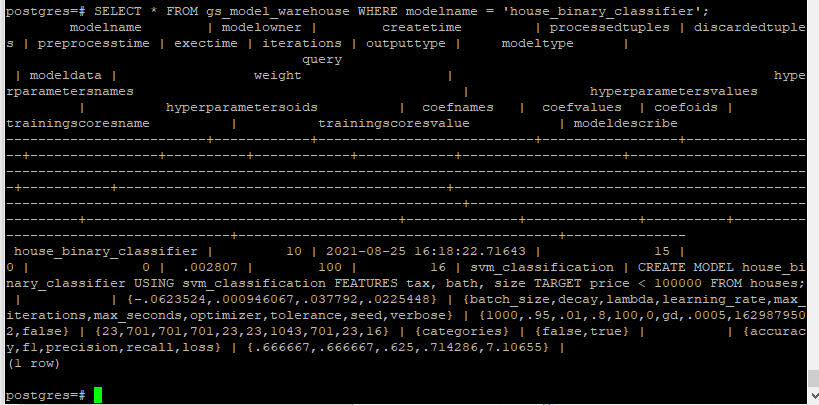 postgres=# SELECT * FROM gs_model_warehouse WHERE modelname = 'house_binary_classifier';
modelname | modelowner | createtime | processedtuples | discardedtuple
s | preprocesstime | exectime | iterations | outputtype | modeltype |
query
| modeldata | weight | hype
rparametersnames | hyperparametersvalues
| hyperparametersoids | coefnames | coefvalues | coefoids |
trainingscoresname | trainingscoresvalue | modeldescribe
--------------------------+------------+----------------------------+-----------------+---------------
--+----------------+----------+------------+------------+---------------------+----------------------
----------------------------------------------------------------------------------------------------
-+-----------+-----------------------------------------+--------------------------------------------
---------------------------------------------------------+------------------------------------------
---------+---------------------------------------+--------------+-------------+----------+----------
----------------------------+----------------------------------------+---------------
house_binary_classifier | 10 | 2021-08-25 16:18:22.71643 | 15 |
0 | 0 | .002807 | 100 | 16 | svm_classification | CREATE MODEL house_bi
nary_classifier USING svm_classification FEATURES tax, bath, size TARGET price < 100000 FROM houses;
| | {-.0623524,.000946067,.037792,.0225448} | {batch_size,decay,lambda,learning_rate,max_
iterations,max_seconds,optimizer,tolerance,seed,verbose} | {1000,.95,.01,.8,100,0,gd,.0005,162987950
2,false} | {23,701,701,701,23,23,1043,701,23,16} | {categories} | {false,true} | | {accurac
y,f1,precision,recall,loss} | {.666667,.666667,.625,.714286,7.10655} |
(1 row)
postgres=#